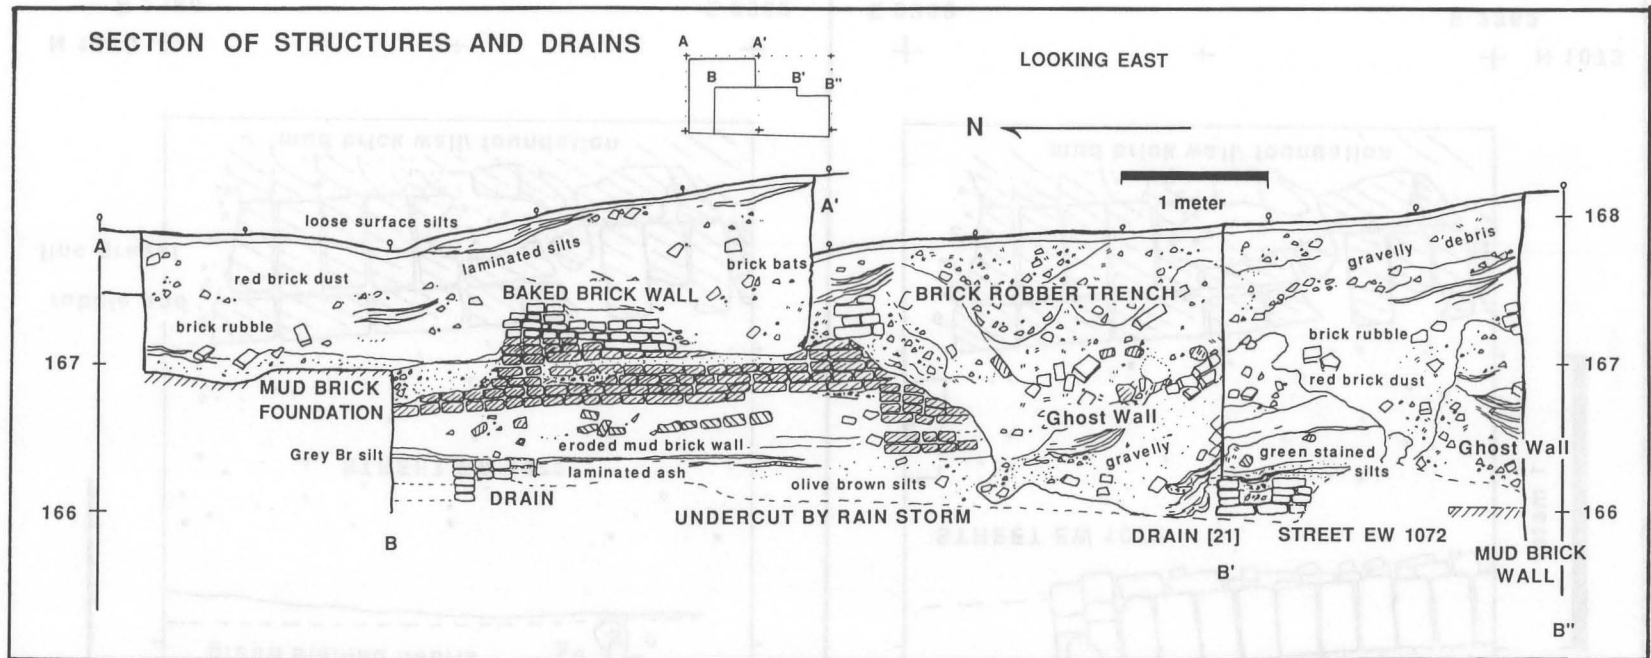 SECTION OF STRUCTURES AND DRAINS
A A'
B B' B"
LOOKING EAST
N
1 meter
A
A'
168
loose surface silts
laminated silts
red brick dust
brick bats
BAKED BRICK WALL
BRICK ROBBER TRENCH
gravelly debris
brick rubble
brick rubble
red brick dust
167
167
MUD BRICK
FOUNDATION
Ghost Wall
Ghost Wall
eroded mud brick wall
Grey Br silt
laminated ash
gravelly
green stained
silts
olive brown silts
DRAIN
166
166
UNDERCUT BY RAIN STORM
DRAIN [21]
STREET EW 1072
MUD BRICK
WALL
B
B'
B"